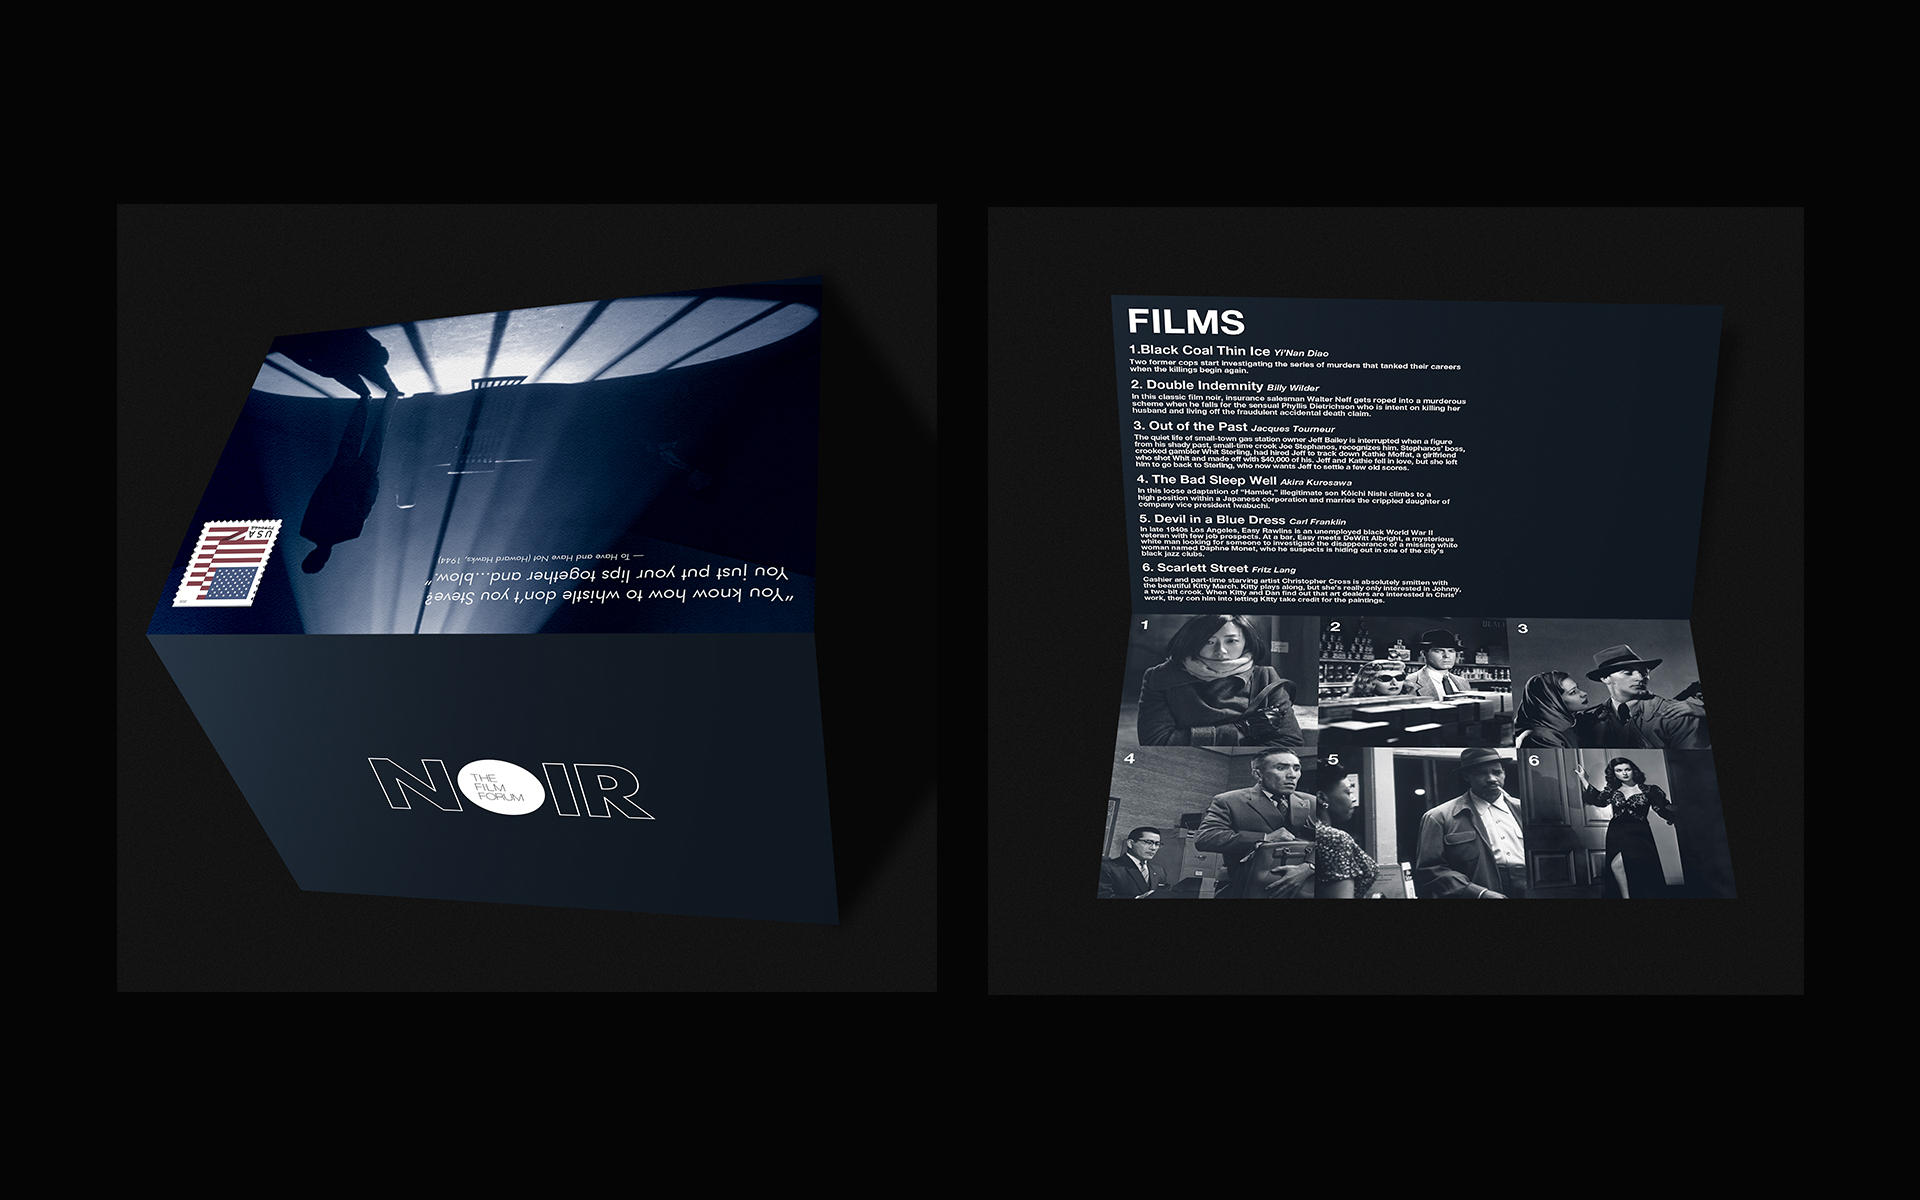 “You know how to whistle don't you Steve?
You just put your lips together and...blow.”
— To Have and Have Not (Howard Hawks, 1944)
USA
FOREVER
NOIR
THE
FILM
FORUM
FILMS
1.Black Coal Thin Ice Yi'Nan Diao
Two former cops start investigating the series of murders that tanked their careers
when the killings begin again.
2. Double Indemnity Billy Wilder
In this classic film noir, insurance salesman Walter Neff gets roped into a murderous
scheme when he falls for the sensual Phyllis Dietrichson who is intent on killing her
husband and living off the fraudulent accidental death claim.
3. Out of the Past Jacques Tourneur
The quiet life of small-town gas station owner Jeff Bailey is interrupted when a figure
from his shady past, small-time crook Joe Stephanos, recognizes him. Stephanos' boss,
crooked gambler Whit Sterling, had hired Jeff to track down Kathie Moffat, a girlfriend
who shot Whit and made off with $40,000 of his. Jeff and Kathie fell in love, but she left
him to go back to Sterling, who now wants Jeff to settle a few old scores.
4. The Bad Sleep Well Akira Kurosawa
In this loose adaptation of “Hamlet,” illegitimate son Kôichi Nishi climbs to a
high position within a Japanese corporation and marries the crippled daughter of
company vice president Iwabuchi.
5. Devil in a Blue Dress Carl Franklin
In late 1940s Los Angeles, Easy Rawlins is an unemployed black World War II
veteran with few job prospects. At a bar, Easy meets DeWitt Albright, a mysterious
white man looking for someone to investigate the disappearance of a missing white
woman named Daphne Monet, who he suspects is hiding out in one of the city's
black jazz clubs.
6. Scarlett Street Fritz Lang
Cashier and part-time starving artist Christopher Cross is absolutely smitten with
the beautiful Kitty March. Kitty plays along, but she's really only interested in Johnny,
a two-bit crook. When Kitty and Dan find out that art dealers are interested in Chris'
work, they con him into letting Kitty take credit for the paintings.
1
2
3
4
5
6